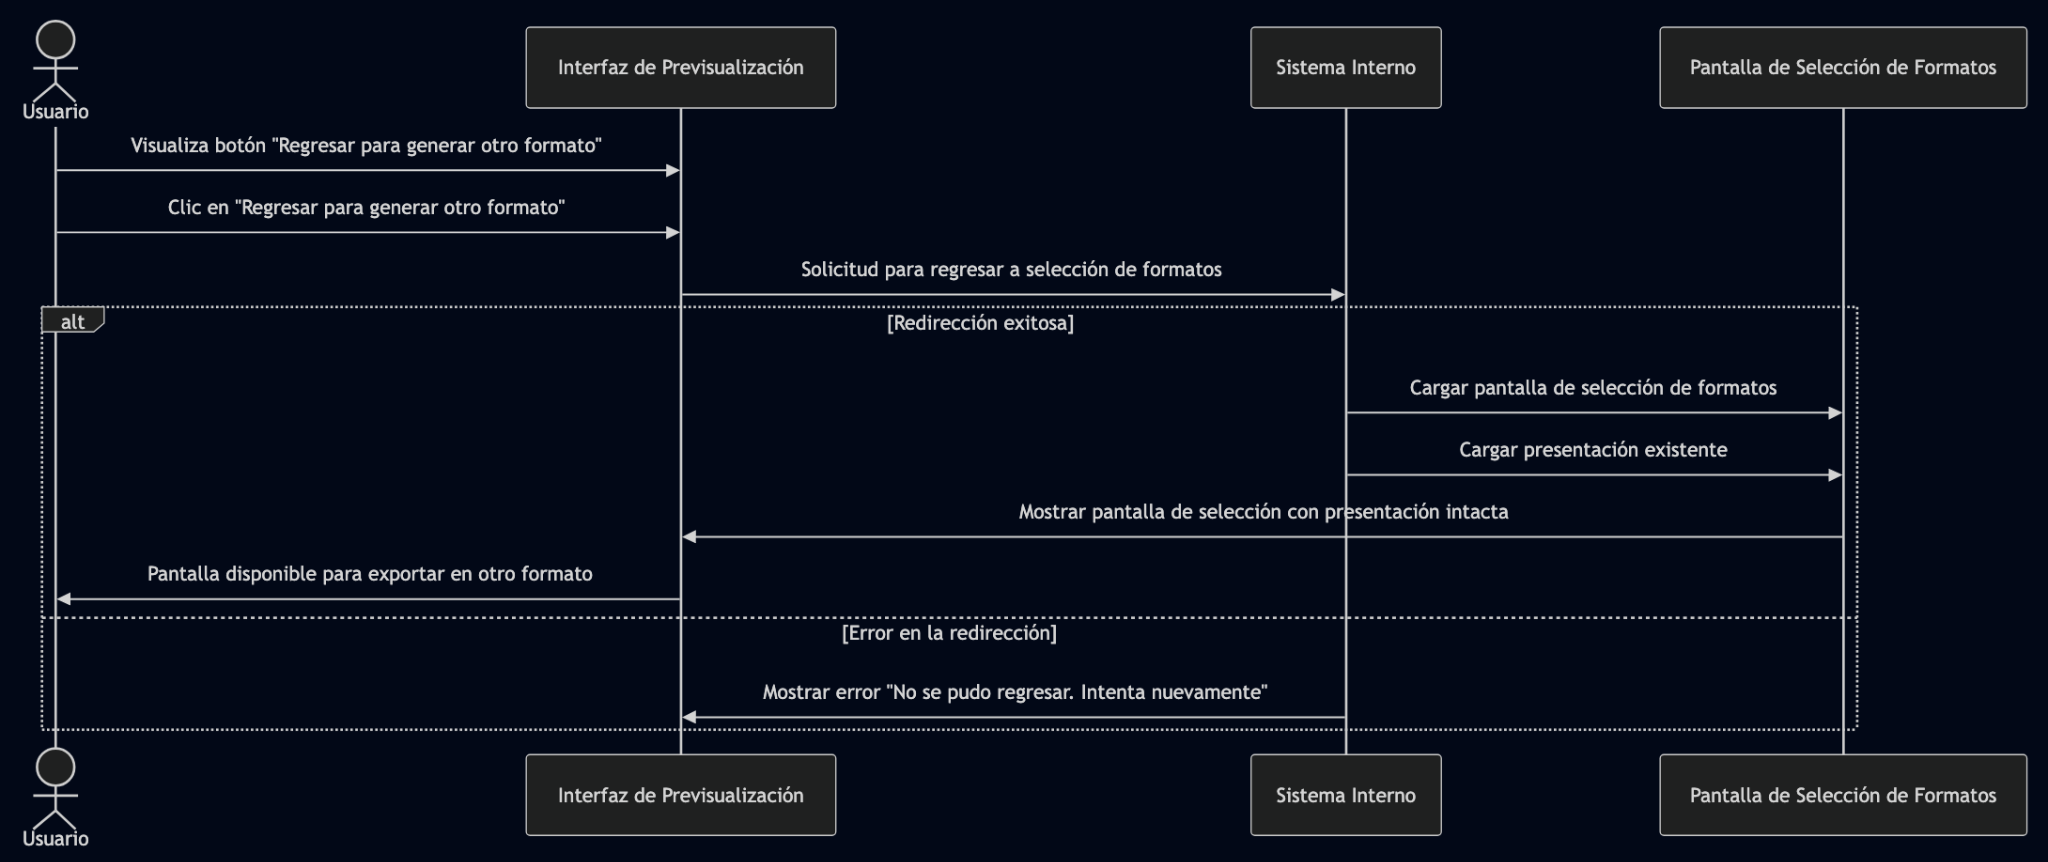 Usuario
Interfaz de Previsualización
Sistema Interno
Pantalla de Selección de Formatos
Visualiza botón "Regresar para generar otro formato"
Clic en "Regresar para generar otro formato"
Solicitud para regresar a selección de formatos
alt
[Redirección exitosa]
Cargar pantalla de selección de formatos
Cargar presentación existente
Mostrar pantalla de selección con presentación intacta
Pantalla disponible para exportar en otro formato
[Error en la redirección]
Mostrar error "No se pudo regresar. Intenta nuevamente"
Usuario
Interfaz de Previsualización
Sistema Interno
Pantalla de Selección de Formatos